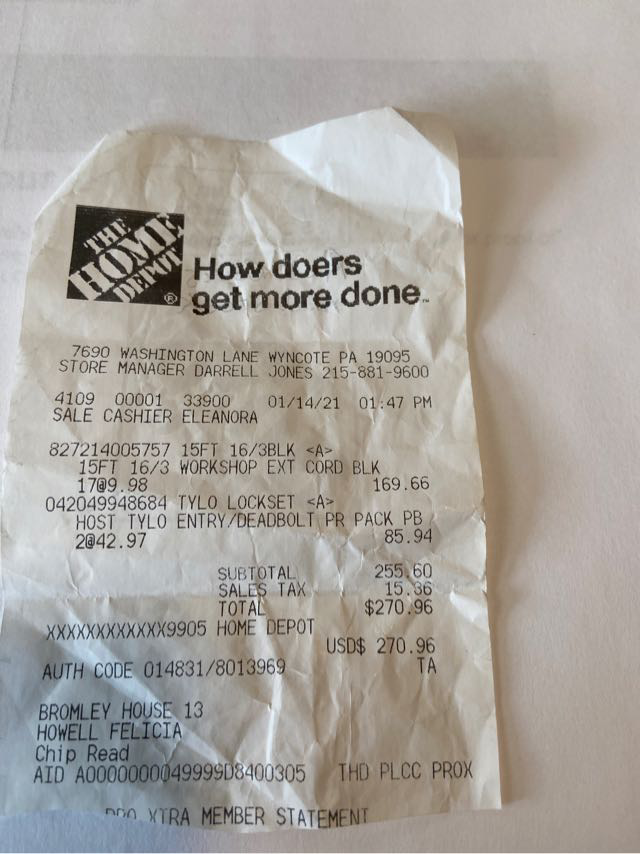 THE
HOME
DEPOT
®
How doers
get more done™
7690 WASHINGTON LANE WYNCOTE PA 19095
STORE MANAGER DARRELL JONES 215-881-9600
4109 00001 33900 01/14/21 01:47 PM
SALE CASHIER ELEANORA
827214005757 15FT 16/3BLK <A>
15FT 16/3 WORKSHOP EXT CORD BLK
17@9.98 169.66
042049948684 TYLO LOCKSET <A>
HOST TYLO ENTRY/DEADBOLT PR PACK PB
2@42.97 85.94
SUBTOTAL 255.60
SALES TAX 15.36
TOTAL $270.96
XXXXXXXXXXXX9905 HOME DEPOT
USD$ 270.96
AUTH CODE 014831/8013969 TA
BROMLEY HOUSE 13
HOWELL FELICIA
Chip Read
AID A0000000049999D8400305 THD PLCC PROX
PRO XTRA MEMBER STATEMENT